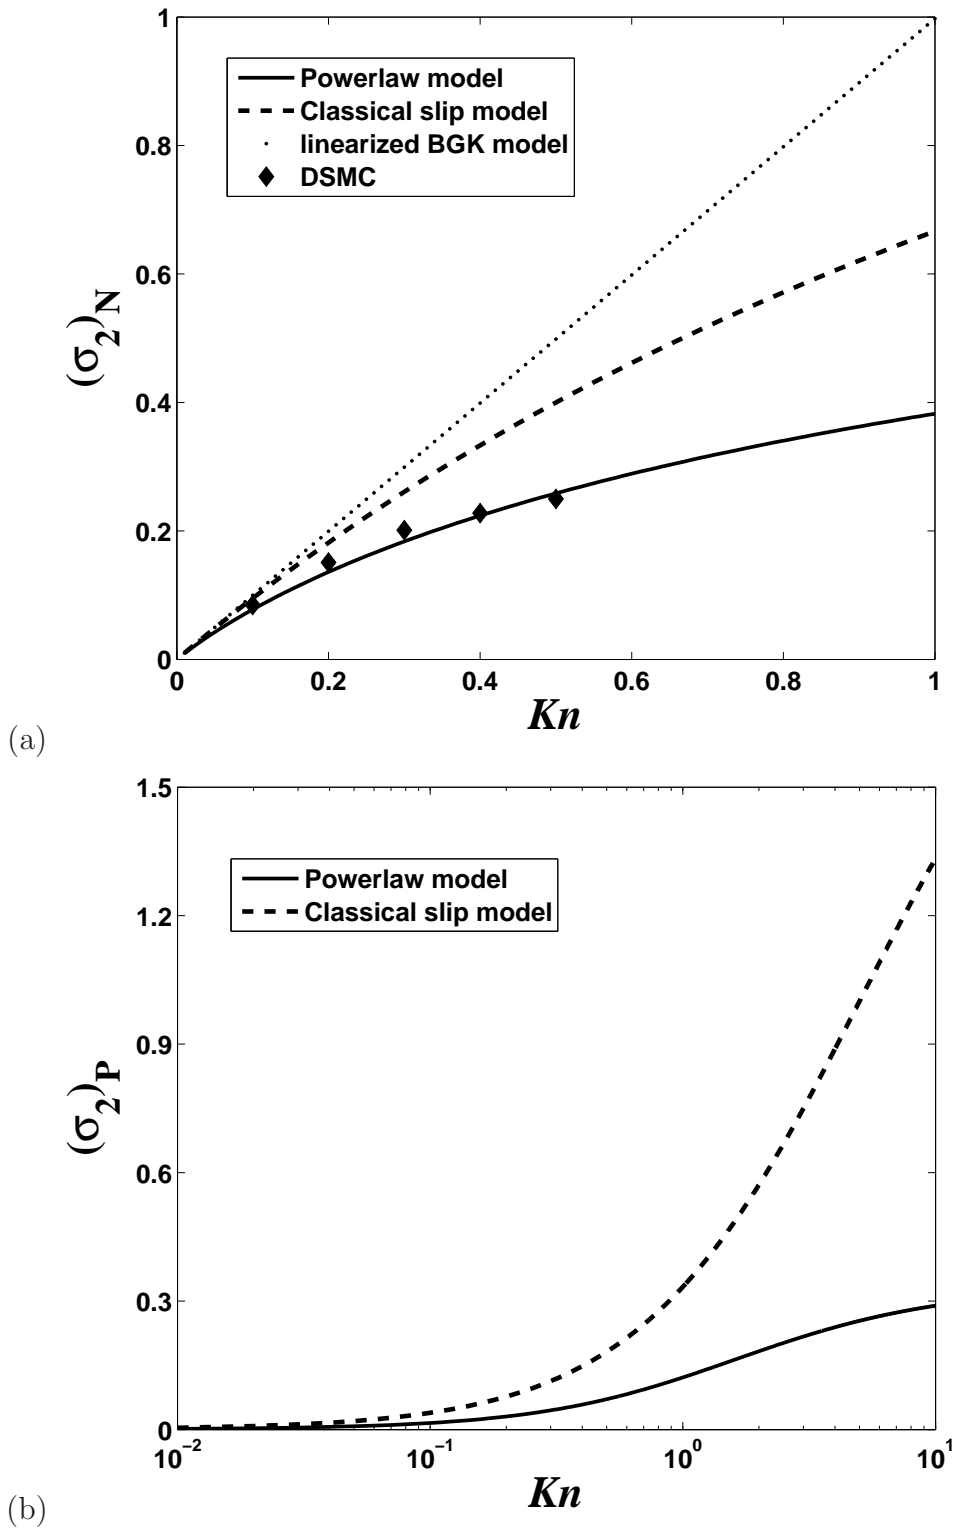 1
0.8
0.6
0.4
0.2
0
Powerlaw model
Classical slip model
linearized BGK model
DSMC
(σ₂)N
0 0.2 0.4 0.6 0.8 1
Kn
(a)
1.5
1.2
0.9
0.6
0.3
0
Powerlaw model
Classical slip model
(σ₂)P
10⁻² 10⁻¹ 10⁰ 10¹
Kn
(b)